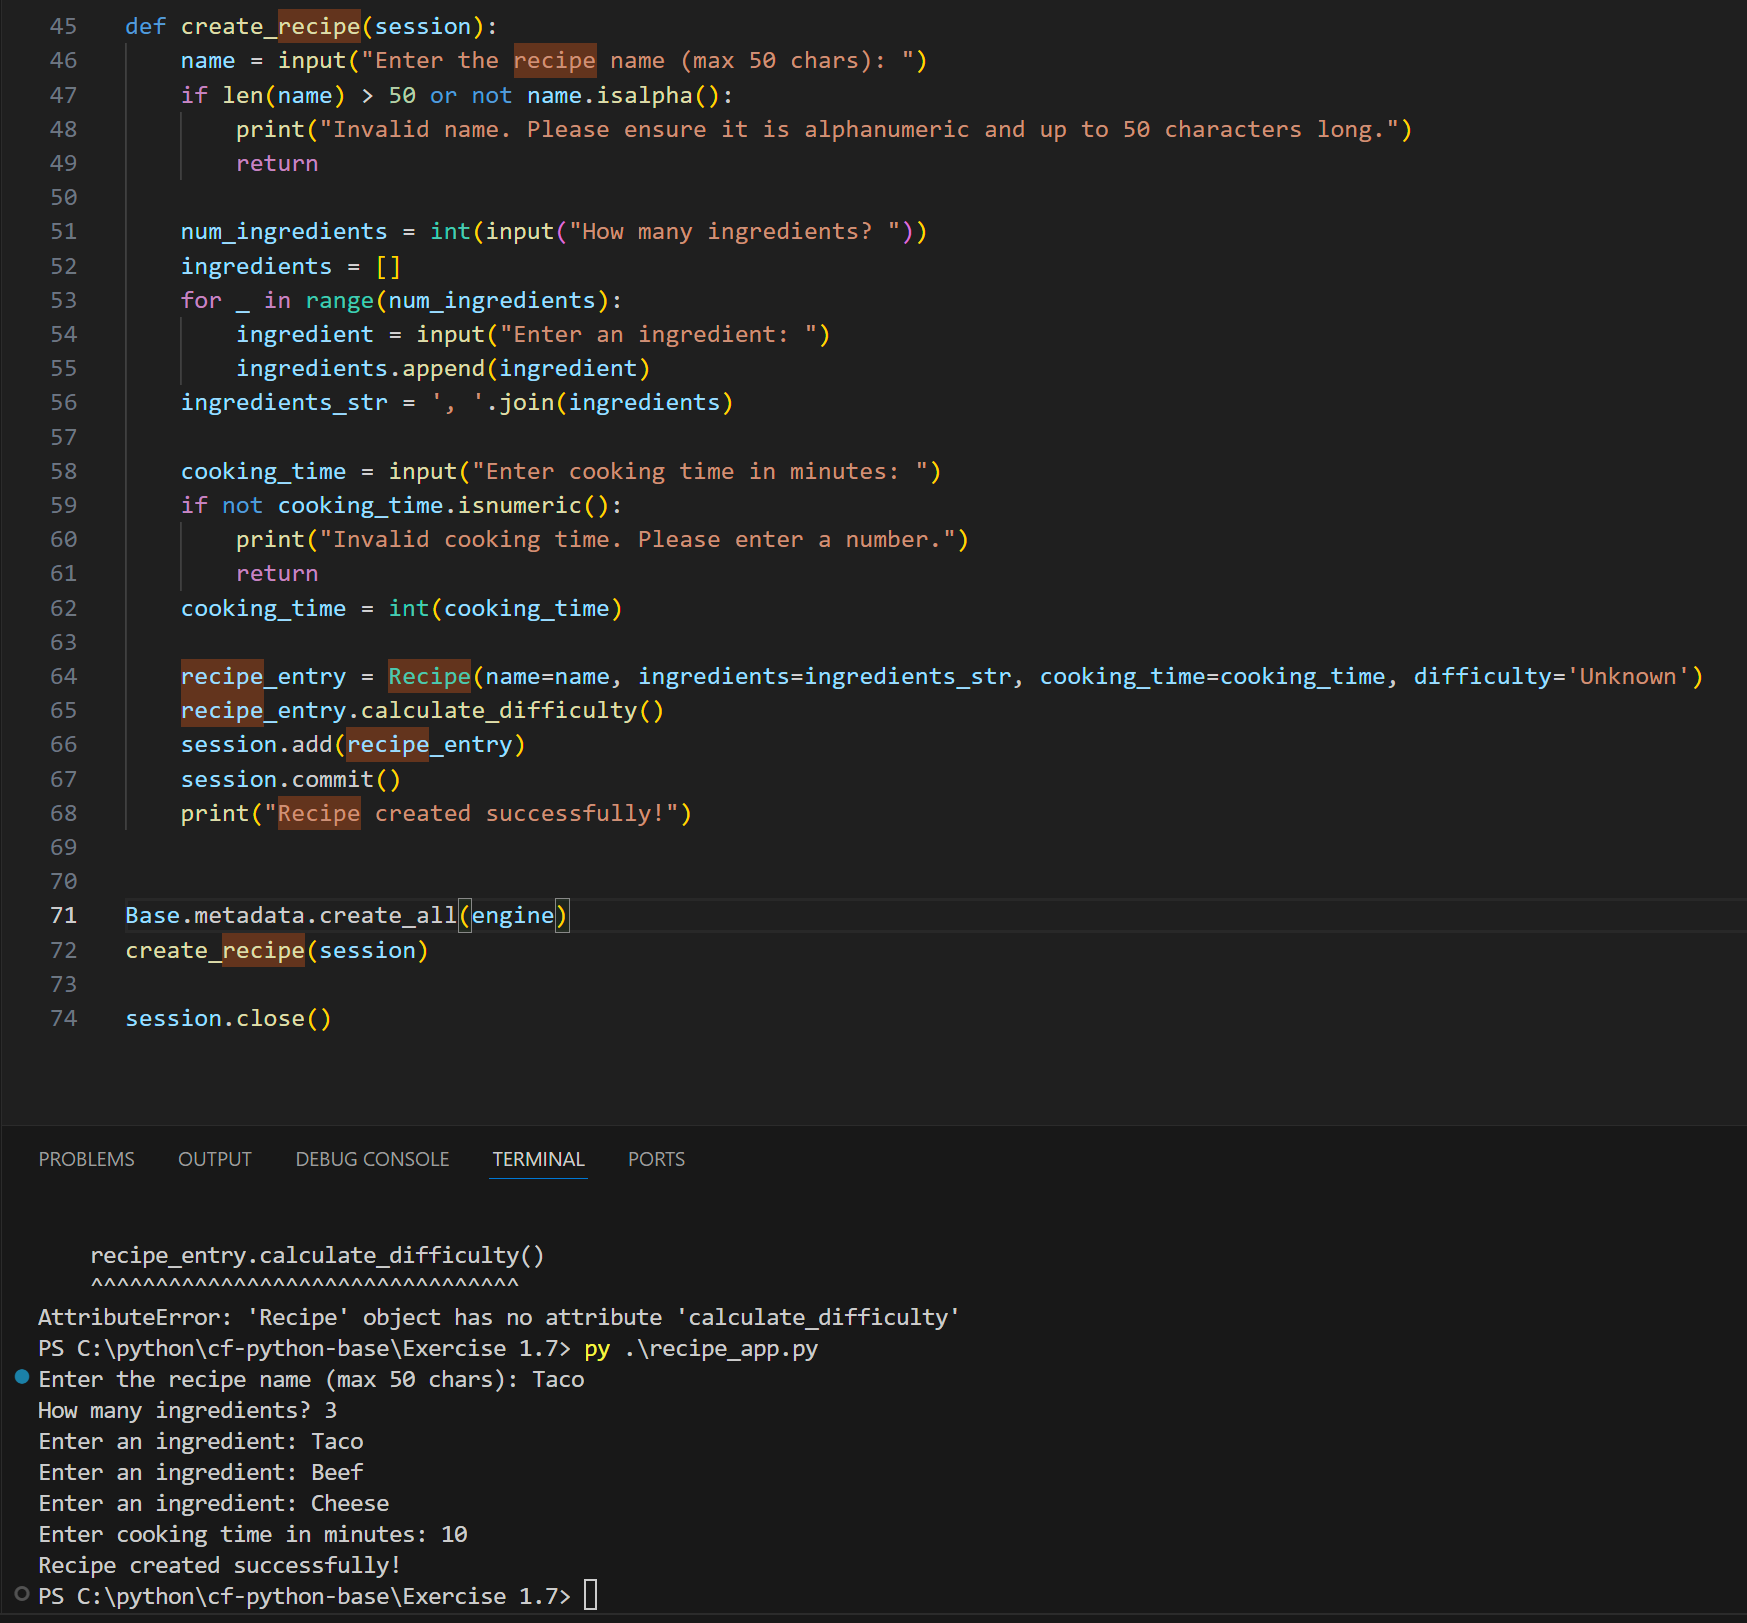 45 def create_recipe(session):
46 name = input("Enter the recipe name (max 50 chars): ")
47 if len(name) > 50 or not name.isalpha():
48 print("Invalid name. Please ensure it is alphanumeric and up to 50 characters long.")
49 return
50
51 num_ingredients = int(input("How many ingredients? "))
52 ingredients = []
53 for _ in range(num_ingredients):
54 ingredient = input("Enter an ingredient: ")
55 ingredients.append(ingredient)
56 ingredients_str = ', '.join(ingredients)
57
58 cooking_time = input("Enter cooking time in minutes: ")
59 if not cooking_time.isnumeric():
60 print("Invalid cooking time. Please enter a number.")
61 return
62 cooking_time = int(cooking_time)
63
64 recipe_entry = Recipe(name=name, ingredients=ingredients_str, cooking_time=cooking_time, difficulty='Unknown')
65 recipe_entry.calculate_difficulty()
66 session.add(recipe_entry)
67 session.commit()
68 print("Recipe created successfully!")
69
70
71 Base.metadata.create_all(engine)
72 create_recipe(session)
73
74 session.close()
PROBLEMS OUTPUT DEBUG CONSOLE TERMINAL PORTS
recipe_entry.calculate_difficulty()
^^^^^^^^^^^^^^^^^^^^^^^^^^^^^^^^^
AttributeError: 'Recipe' object has no attribute 'calculate_difficulty'
PS C:\python\cf-python-base\Exercise 1.7> py .\recipe_app.py
Enter the recipe name (max 50 chars): Taco
How many ingredients? 3
Enter an ingredient: Taco
Enter an ingredient: Beef
Enter an ingredient: Cheese
Enter cooking time in minutes: 10
Recipe created successfully!
PS C:\python\cf-python-base\Exercise 1.7>